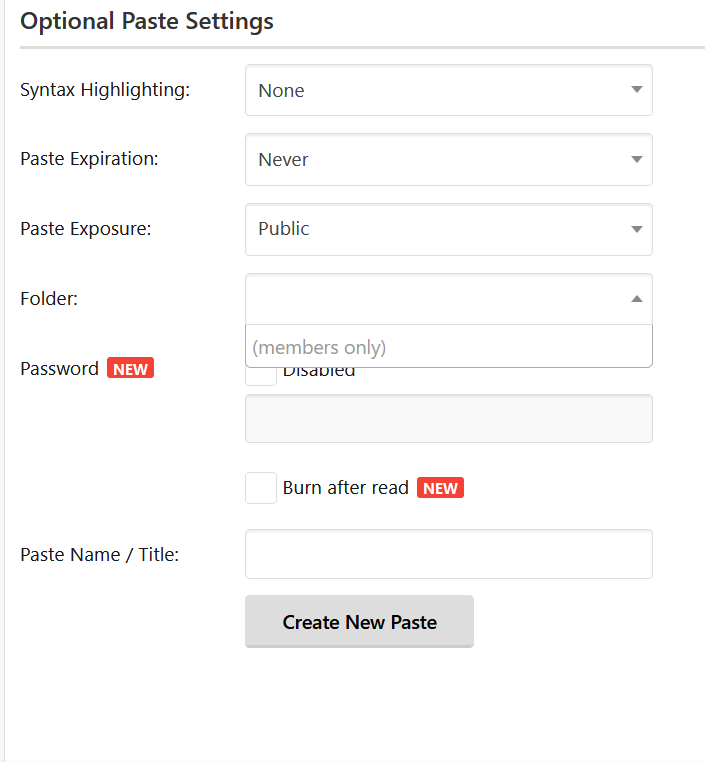 Optional Paste Settings
Syntax Highlighting: None
Paste Expiration: Never
Paste Exposure: Public
Folder:
(members only)
Password NEW Disabled
Burn after read NEW
Paste Name / Title:
Create New Paste